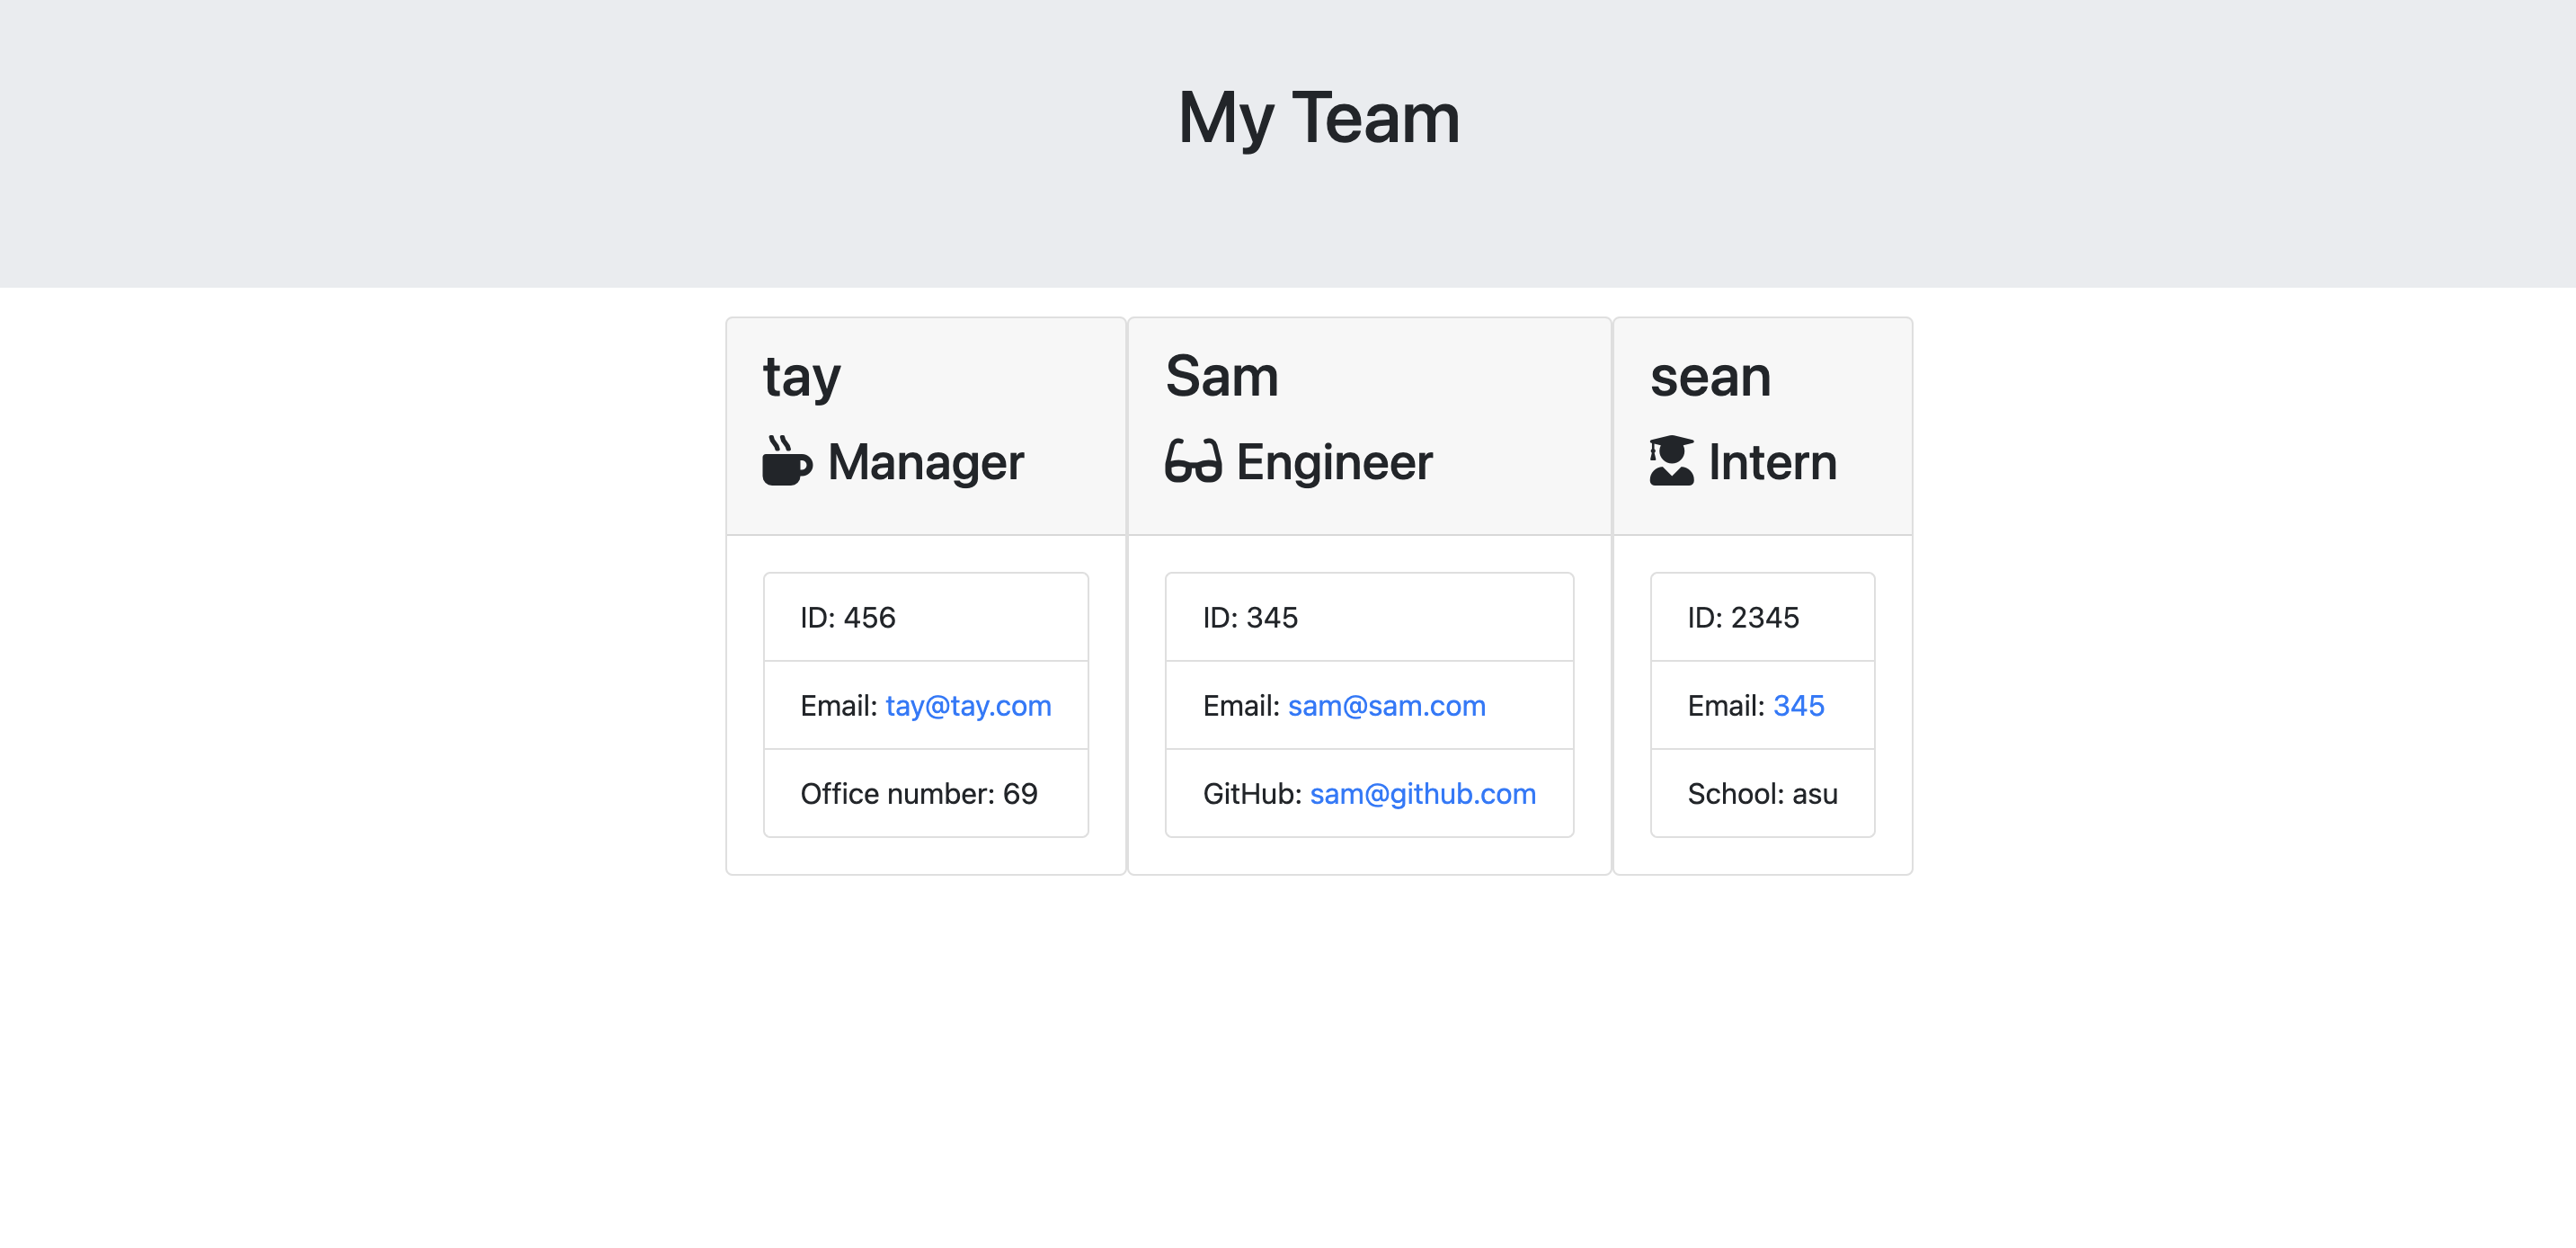 My Team
tay
Manager
ID: 456
Email: tay@tay.com
Office number: 69
Sam
Engineer
ID: 345
Email: sam@sam.com
GitHub: sam@github.com
sean
Intern
ID: 2345
Email: 345
School: asu